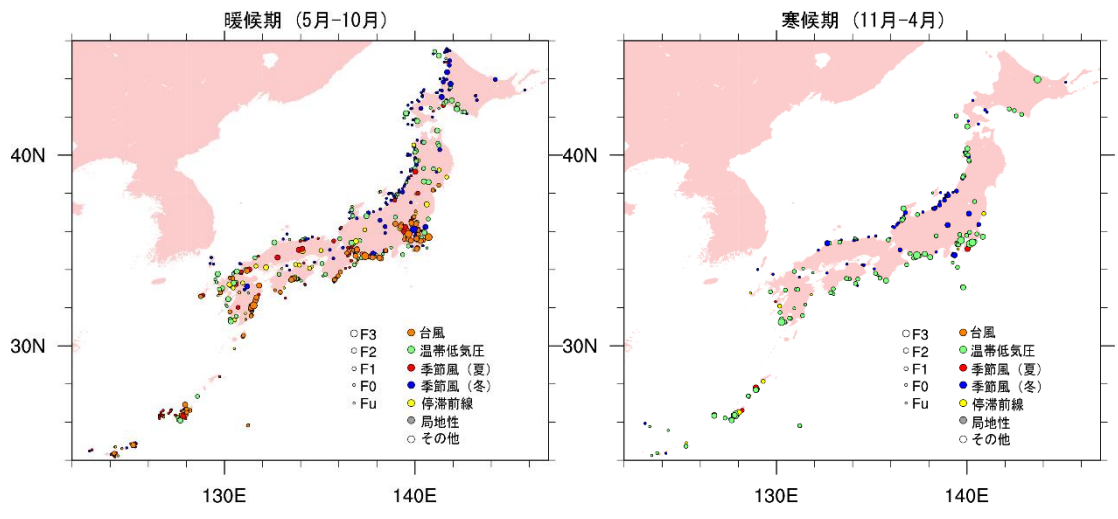 暖候期 (5月-10月)
40N
30N
130E
140E
F3
F2
F1
F0
Fu
台風
温帯低気圧
季節風（夏）
季節風（冬）
停滞前線
局地性
その他
寒候期 (11月-4月)
40N
30N
130E
140E
F3
F2
F1
F0
Fu
台風
温帯低気圧
季節風（夏）
季節風（冬）
停滞前線
局地性
その他